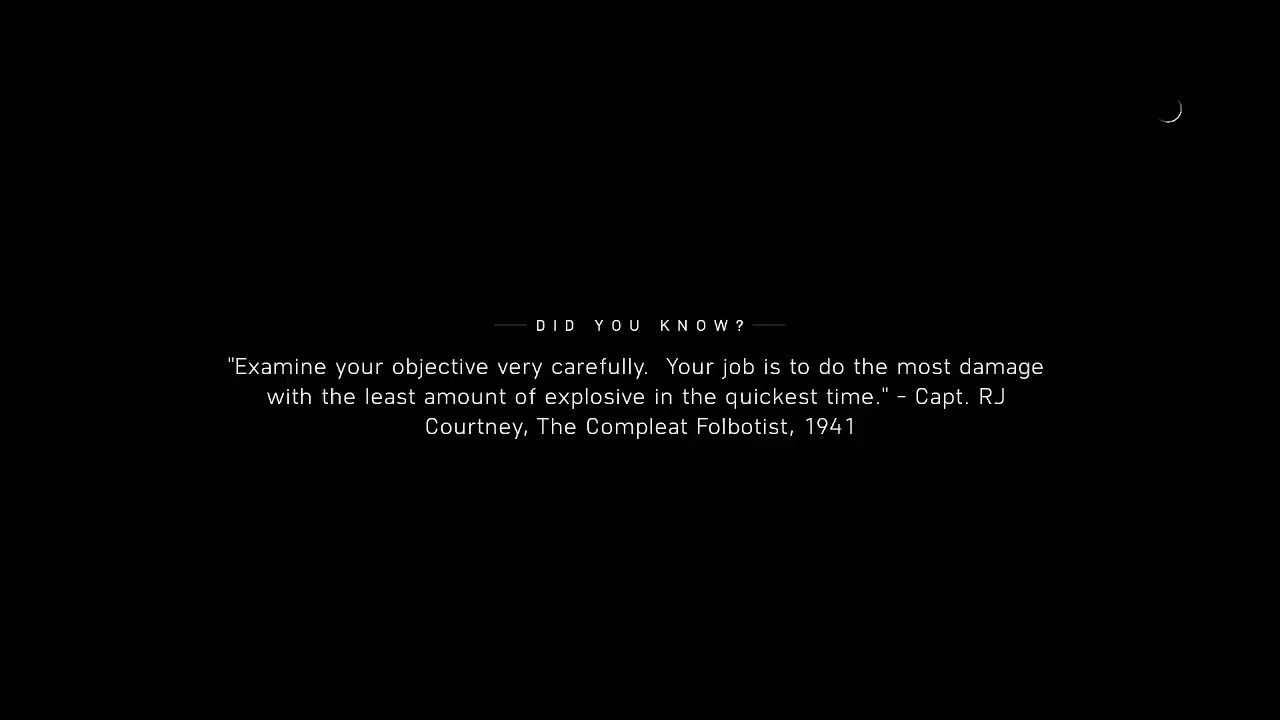 DID YOU KNOW?
"Examine your objective very carefully.  Your job is to do the most damage
with the least amount of explosive in the quickest time." - Capt. RJ
Courtney, The Compleat Folbotist, 1941